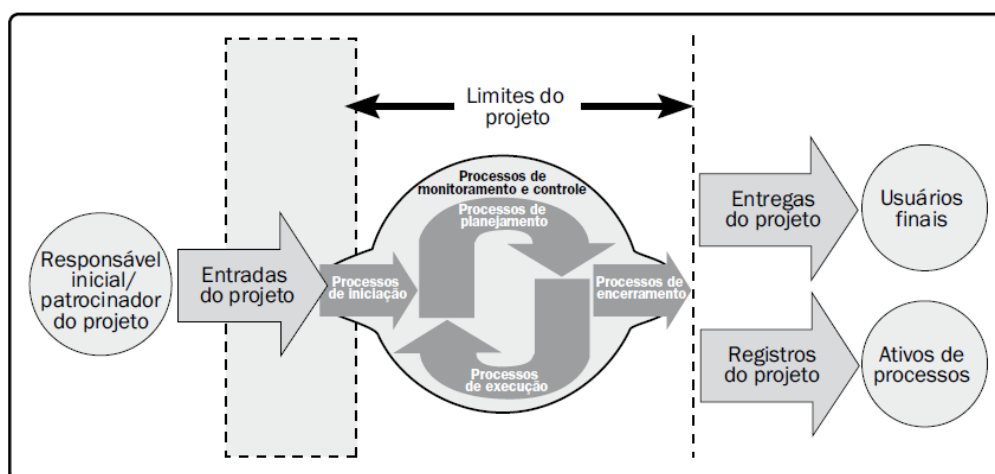 Limites do
projeto
Processos de
monitoramento e controle
Processos de
planejamento
Responsável
inicial/
patrocinador
do projeto
Entradas
do projeto
Processos
de iniciação
Processos de
encerramento
Processos
de execução
Entregas
do projeto
Usuários
finais
Registros
do projeto
Ativos de
processos